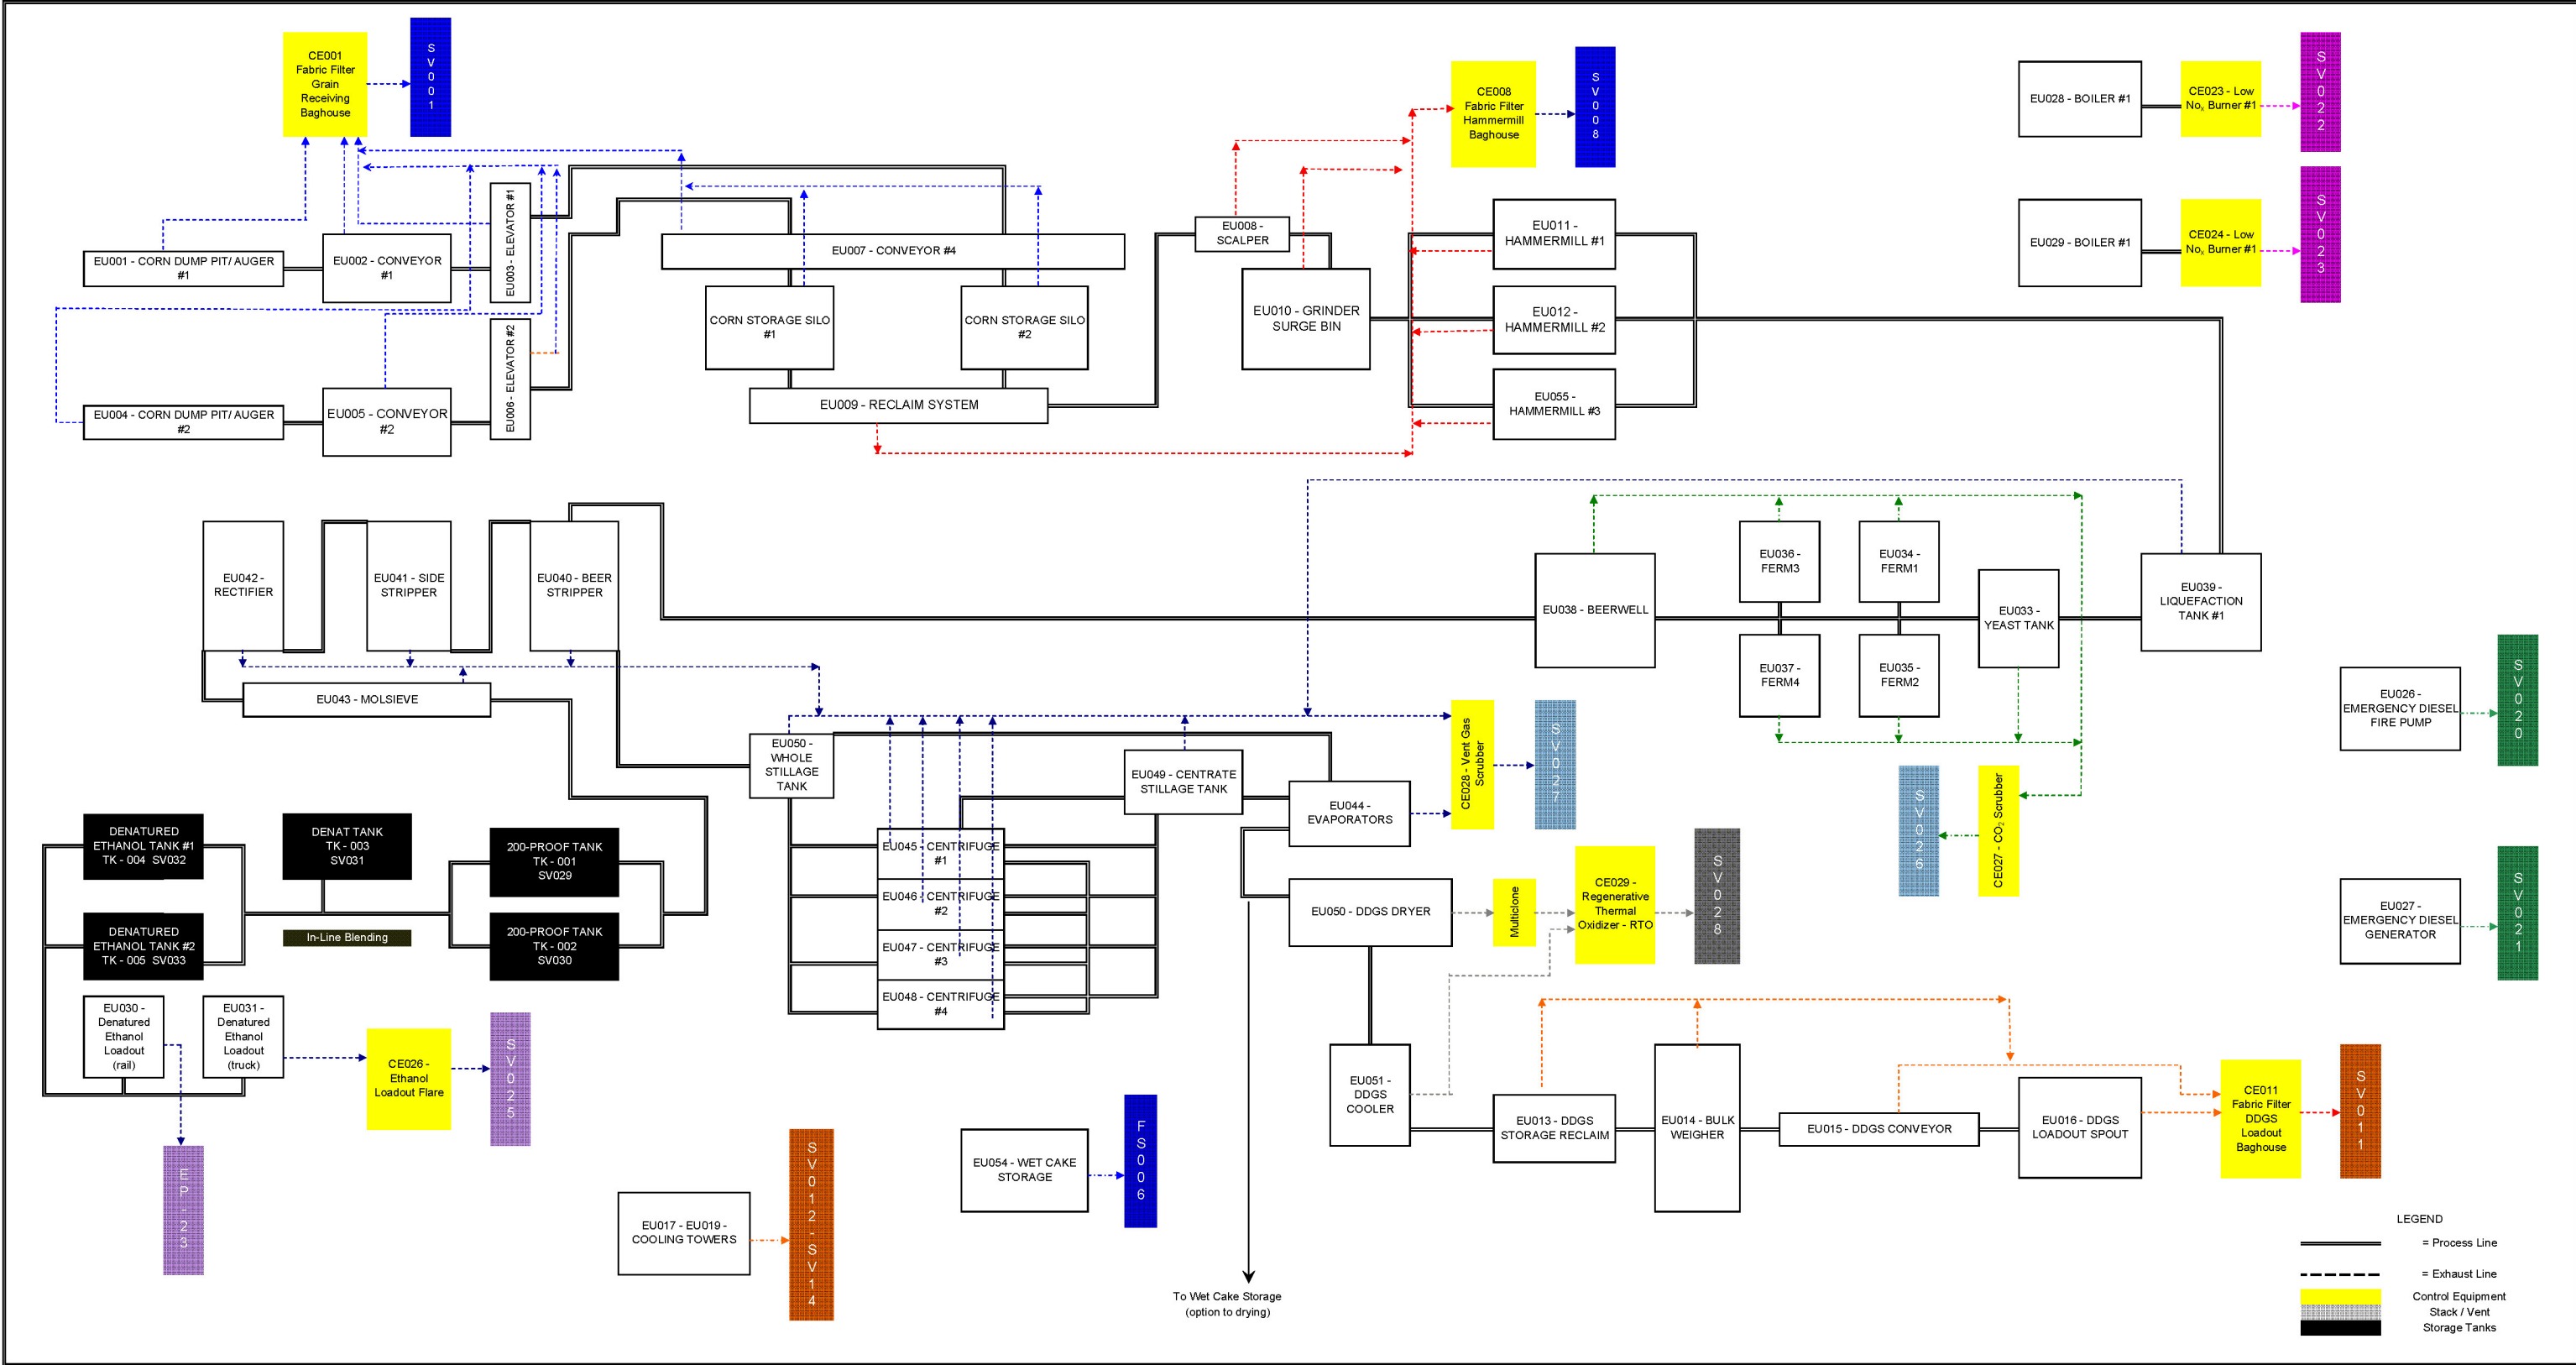 CE001
Fabric Filter
Grain
Receiving
Baghouse
SV001
CE008
Fabric Filter
Hammermill
Baghouse
SV008
EU028 - BOILER #1
CE023 - Low
Nox Burner #1
SV022
EU029 - BOILER #1
CE024 - Low
Nox Burner #1
SV023
EU001 - CORN DUMP PIT/ AUGER
#1
EU002 - CONVEYOR
#1
EU003 - ELEVATOR #1
EU007 - CONVEYOR #4
EU008 -
SCALPER
EU011 -
HAMMERMILL #1
CORN STORAGE SILO
#1
CORN STORAGE SILO
#2
EU010 - GRINDER
SURGE BIN
EU012 -
HAMMERMILL #2
EU004 - CORN DUMP PIT/ AUGER
#2
EU005 - CONVEYOR
#2
EU006 - ELEVATOR #2
EU009 - RECLAIM SYSTEM
EU055 -
HAMMERMILL #3
EU042 -
RECTIFIER
EU041 - SIDE
STRIPPER
EU040 - BEER
STRIPPER
EU038 - BEERWELL
EU036 -
FERM3
EU034 -
FERM1
EU033 -
YEAST TANK
EU039 -
LIQUEFACTION
TANK #1
EU037 -
FERM4
EU035 -
FERM2
EU043 - MOLSIEVE
EU026 -
EMERGENCY DIESEL
FIRE PUMP
SV020
EU050 -
WHOLE
STILLAGE
TANK
EU049 - CENTRATE
STILLAGE TANK
EU044 -
EVAPORATORS
CE028 - Vent Gas
Scrubber
SV027
SV026
CE027 - CO2 Scrubber
DENATURED
ETHANOL TANK #1
TK - 004 SV032
DENAT TANK
TK - 003
SV031
200-PROOF TANK
TK - 001
SV029
EU045 - CENTRIFUGE
#1
EU046 - CENTRIFUGE
#2
EU047 - CENTRIFUGE
#3
EU048 - CENTRIFUGE
#4
DENATURED
ETHANOL TANK #2
TK - 005 SV033
In-Line Blending
200-PROOF TANK
TK - 002
SV030
EU050 - DDGS DRYER
Multiclone
CE029 -
Regenerative
Thermal
Oxidizer - RTO
SV028
EU027 -
EMERGENCY DIESEL
GENERATOR
SV021
EU030 -
Denatured
Ethanol
Loadout
(rail)
EU031 -
Denatured
Ethanol
Loadout
(truck)
CE026 -
Ethanol
Loadout Flare
SV025
EP-23
EU051 -
DDGS
COOLER
EU013 - DDGS
STORAGE RECLAIM
EU014 - BULK
WEIGHER
EU015 - DDGS CONVEYOR
EU016 - DDGS
LOADOUT SPOUT
CE011
Fabric Filter
DDGS
Loadout
Baghouse
SV011
EU054 - WET CAKE
STORAGE
FS006
EU017 - EU019 -
COOLING TOWERS
SV012-SV14
To Wet Cake Storage
(option to drying)
LEGEND
= Process Line
= Exhaust Line
Control Equipment
Stack / Vent
Storage Tanks